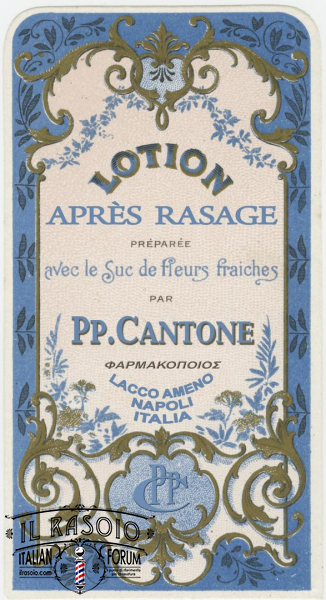 LOTION
APRÈS RASAGE
PRÉPARÉE
avec le Suc de fleurs fraiches
PAR
PP. CANTONE
ΦΑΡΜΑΚΟΠΟΙΟΣ
LACCO AMENO
NAPOLI
ITALIA
CPP
IL RASOIO
ITALIAN FORUM
ilrasoio.com